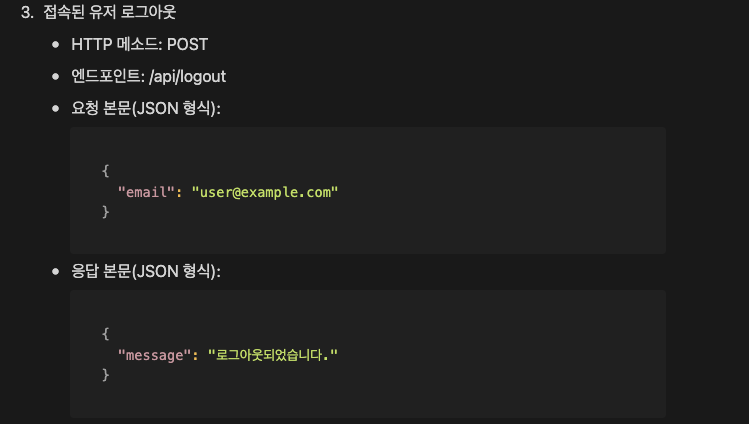 3. 접속된 유저 로그아웃
• HTTP 메소드: POST
• 엔드포인트: /api/logout
• 요청 본문(JSON 형식):
{
"email": "user@example.com"
}
• 응답 본문(JSON 형식):
{
"message": "로그아웃되었습니다."
}